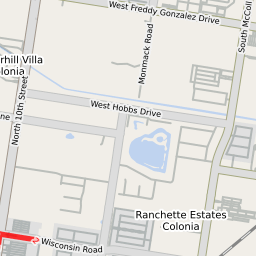 West Freddy Gonzalez Drive
South McColl
Monmack Road
rhill Villa
olonia
West Hobbs Drive
ne
North 10th Street
Ranchette Estates
Colonia
Wisconsin Road